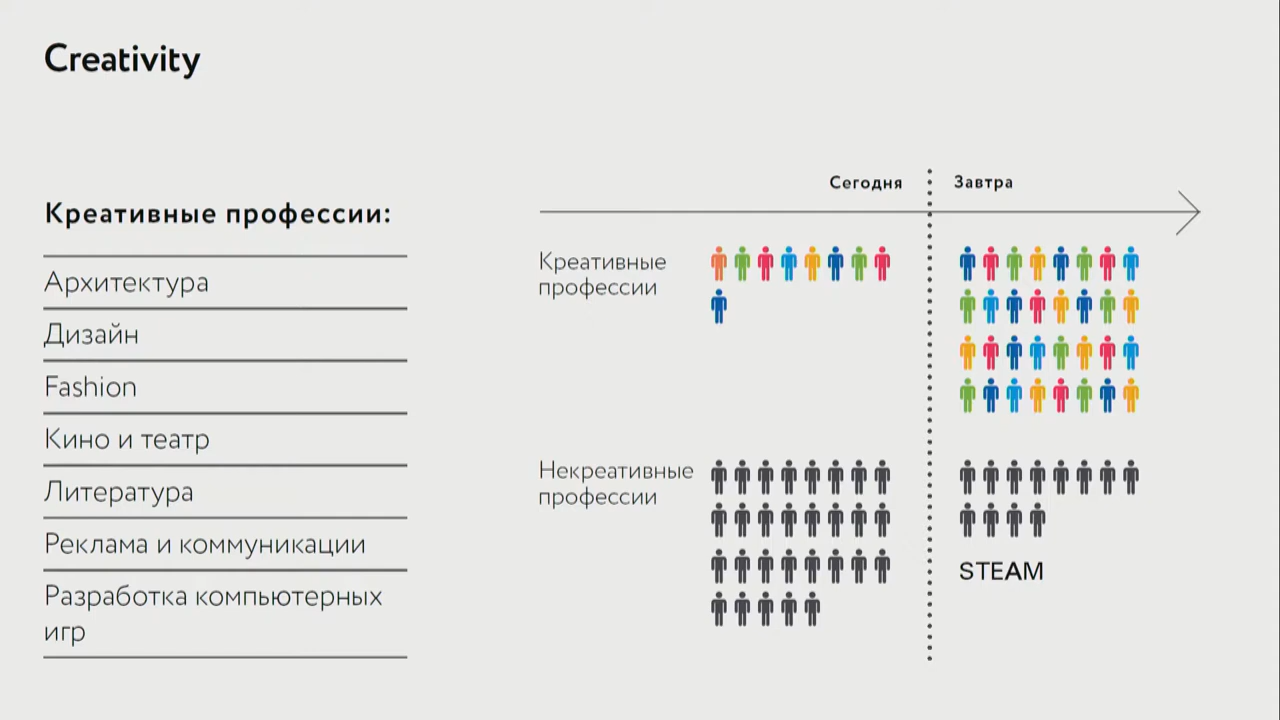 Creativity
Креативные профессии:
Архитектура
Дизайн
Fashion
Кино и театр
Литература
Реклама и коммуникации
Разработка компьютерных
игр
Сегодня
Завтра
Креативные
профессии
Некреативные
профессии
STEAM